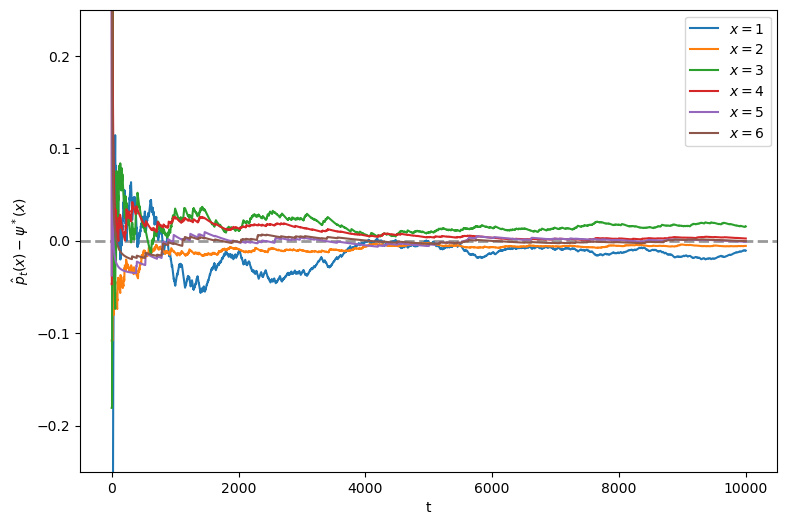 0.2
0.1
0.0
−0.1
−0.2
p̂ₜ(x) − ψ*(x)
0
2000
4000
6000
8000
10000
t
x = 1
x = 2
x = 3
x = 4
x = 5
x = 6